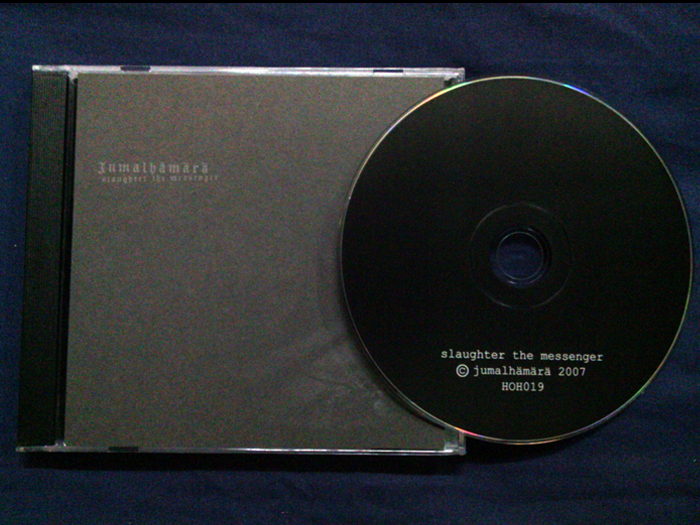 Jumalhämärä
slaughter the messenger
slaughter the messenger
© jumalhämärä 2007
HOH019